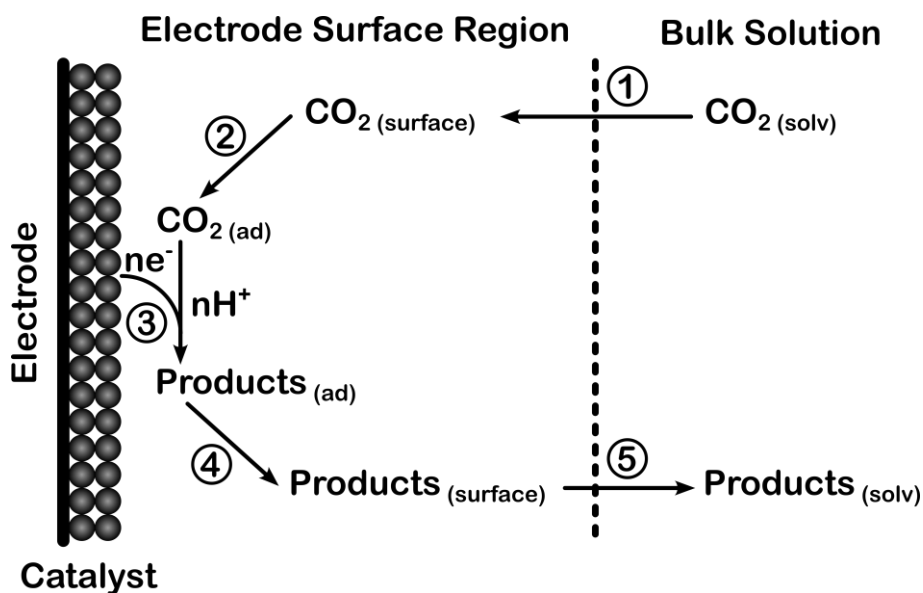 Electrode Surface Region
Bulk Solution
①
CO₂ (surface)
CO₂ (solv)
②
CO₂ (ad)
ne⁻
nH⁺
③
Electrode
Products (ad)
④
⑤
Products (surface)
Products (solv)
Catalyst